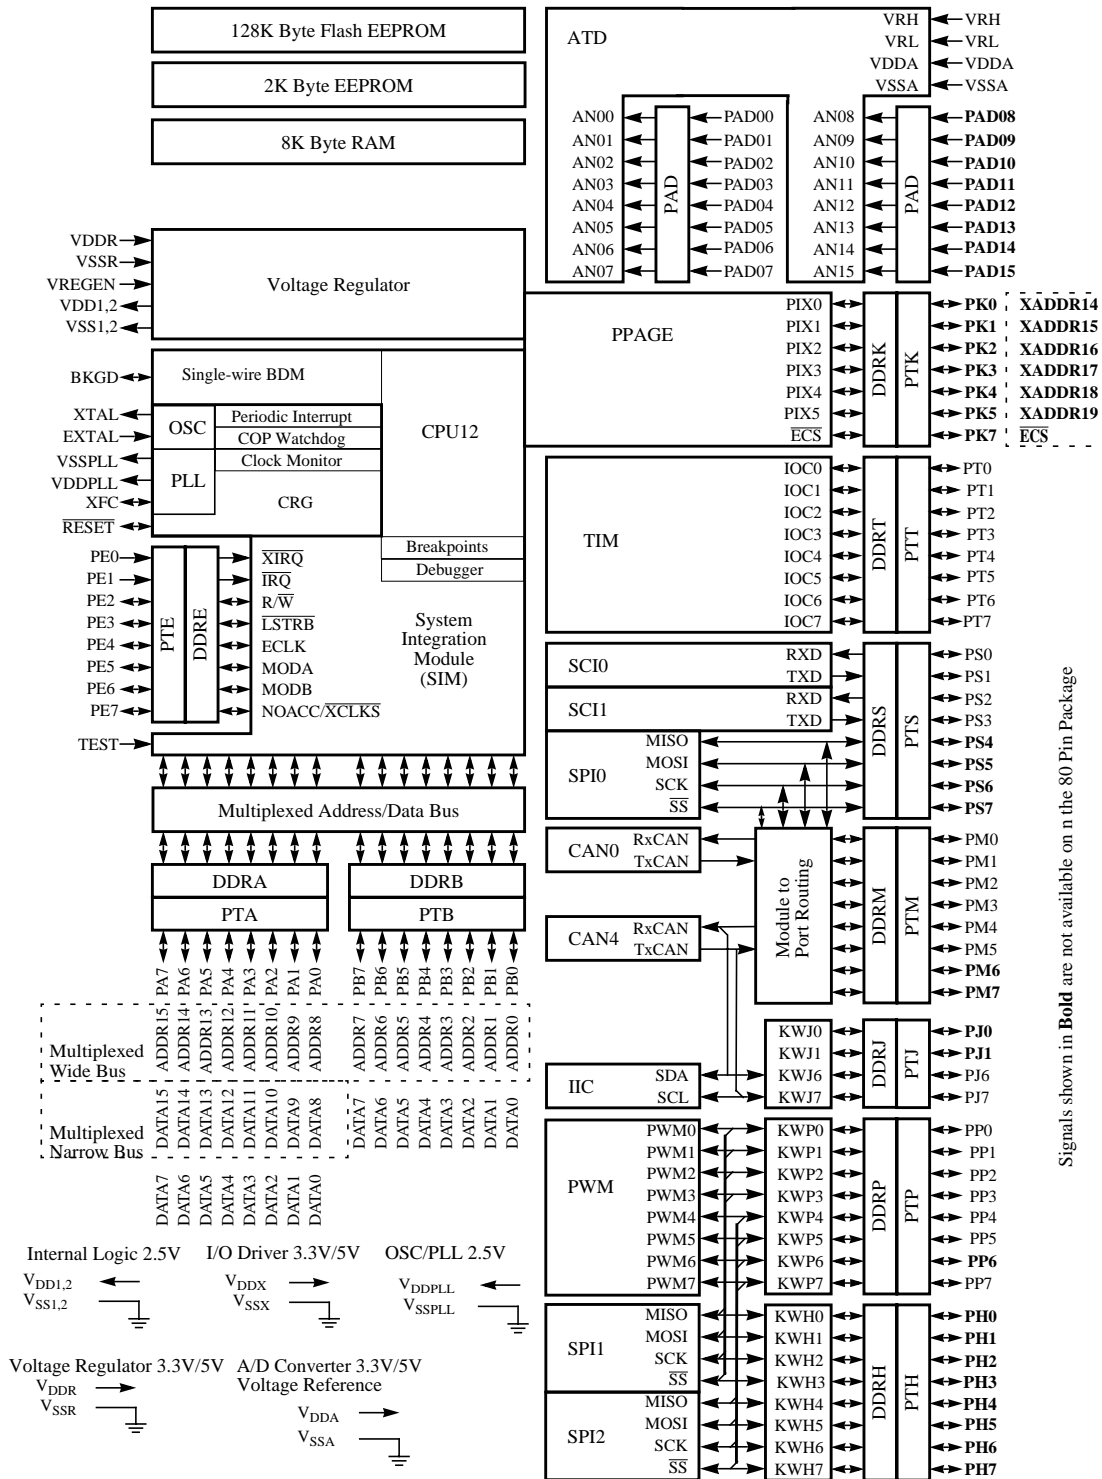 128K Byte Flash EEPROM
2K Byte EEPROM
8K Byte RAM
VDDR
VSSR
VREGEN
VDD1,2
VSS1,2
Voltage Regulator
BKGD
XTAL
EXTAL
VSSPLL
VDDPLL
XFC
RESET
Single-wire BDM
OSC
PLL
Periodic Interrupt
COP Watchdog
Clock Monitor
CRG
CPU12
Breakpoints
Debugger
PE0
PE1
PE2
PE3
PE4
PE5
PE6
PE7
TEST
PTE
DDRE
XIRQ
IRQ
R/W
LSTRB
ECLK
MODA
MODB
NOACC/XCLKS
System
Integration
Module
(SIM)
Multiplexed Address/Data Bus
DDRA
PTA
DDRB
PTB
PA7 PA6 PA5 PA4 PA3 PA2 PA1 PA0
PB7 PB6 PB5 PB4 PB3 PB2 PB1 PB0
Multiplexed
Wide Bus
ADDR15 ADDR14 ADDR13 ADDR12 ADDR11 ADDR10 ADDR9 ADDR8
ADDR7 ADDR6 ADDR5 ADDR4 ADDR3 ADDR2 ADDR1 ADDR0
DATA15 DATA14 DATA13 DATA12 DATA11 DATA10 DATA9 DATA8
DATA7 DATA6 DATA5 DATA4 DATA3 DATA2 DATA1 DATA0
Multiplexed
Narrow Bus
DATA7 DATA6 DATA5 DATA4 DATA3 DATA2 DATA1 DATA0
Internal Logic 2.5V
VDD1,2
VSS1,2
I/O Driver 3.3V/5V
VDDX
VSSX
OSC/PLL 2.5V
VDDPLL
VSSPLL
Voltage Regulator 3.3V/5V
VDDR
VSSR
A/D Converter 3.3V/5V
Voltage Reference
VDDA
VSSA
ATD
VRH VRH
VRL VRL
VDDA VDDA
VSSA VSSA
AN00 PAD00
AN01 PAD01
AN02 PAD02
AN03 PAD03
AN04 PAD04
AN05 PAD05
AN06 PAD06
AN07 PAD07
PAD
AN08 PAD08
AN09 PAD09
AN10 PAD10
AN11 PAD11
AN12 PAD12
AN13 PAD13
AN14 PAD14
AN15 PAD15
PAD
PPAGE
PIX0 PK0 XADDR14
PIX1 PK1 XADDR15
PIX2 PK2 XADDR16
PIX3 PK3 XADDR17
PIX4 PK4 XADDR18
PIX5 PK5 XADDR19
ECS PK7 ECS
DDRK
PTK
TIM
IOC0 PT0
IOC1 PT1
IOC2 PT2
IOC3 PT3
IOC4 PT4
IOC5 PT5
IOC6 PT6
IOC7 PT7
DDRT
PTT
SCI0
RXD PS0
TXD PS1
SCI1
RXD PS2
TXD PS3
SPI0
MISO PS4
MOSI PS5
SCK PS6
SS PS7
DDRS
PTS
CAN0
RxCAN
TxCAN
CAN4
RxCAN
TxCAN
Module to
Port Routing
DDRM
PTM
PM0
PM1
PM2
PM3
PM4
PM5
PM6
PM7
IIC
SDA
SCL
KWJ0 PJ0
KWJ1 PJ1
KWJ6 PJ6
KWJ7 PJ7
DDRJ
PTJ
PWM
PWM0 KWP0 PP0
PWM1 KWP1 PP1
PWM2 KWP2 PP2
PWM3 KWP3 PP3
PWM4 KWP4 PP4
PWM5 KWP5 PP5
PWM6 KWP6 PP6
PWM7 KWP7 PP7
DDRP
PTP
SPI1
MISO KWH0 PH0
MOSI KWH1 PH1
SCK KWH2 PH2
SS KWH3 PH3
SPI2
MISO KWH4 PH4
MOSI KWH5 PH5
SCK KWH6 PH6
SS KWH7 PH7
DDRH
PTH
Signals shown in Bold are not available on n the 80 Pin Package